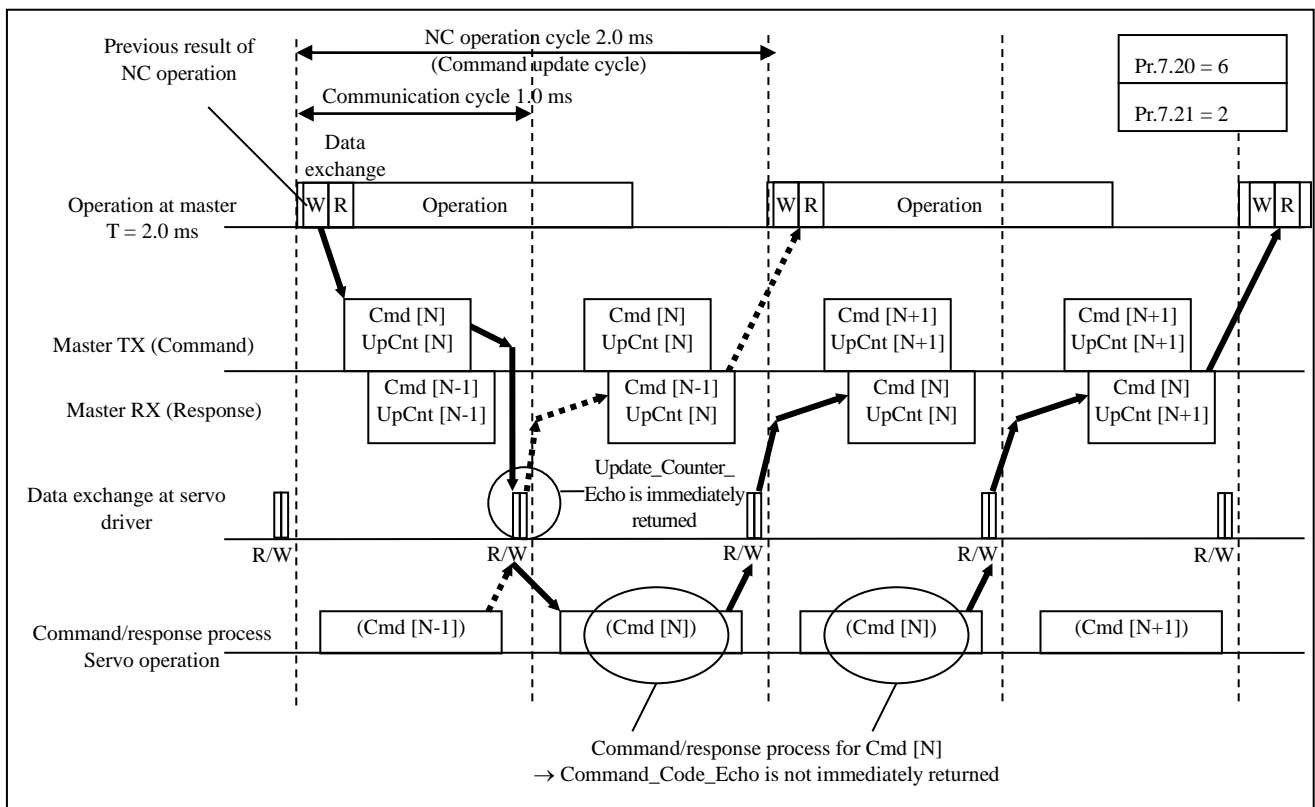 Previous result of
NC operation
NC operation cycle 2.0 ms
(Command update cycle)
Communication cycle 1.0 ms
Pr.7.20 = 6
Pr.7.21 = 2
Data
exchange
Operation at master
T = 2.0 ms
W R Operation
W R Operation
W R
Master TX (Command)
Cmd [N]
UpCnt [N]
Cmd [N]
UpCnt [N]
Cmd [N+1]
UpCnt [N+1]
Cmd [N+1]
UpCnt [N+1]
Master RX (Response)
Cmd [N-1]
UpCnt [N-1]
Cmd [N-1]
UpCnt [N]
Cmd [N]
UpCnt [N]
Cmd [N]
UpCnt [N+1]
Data exchange at servo
driver
Update_Counter_
Echo is immediately
returned
R/W R/W R/W R/W R/W
Command/response process
Servo operation
(Cmd [N-1]) (Cmd [N]) (Cmd [N]) (Cmd [N+1])
Command/response process for Cmd [N]
→ Command_Code_Echo is not immediately returned